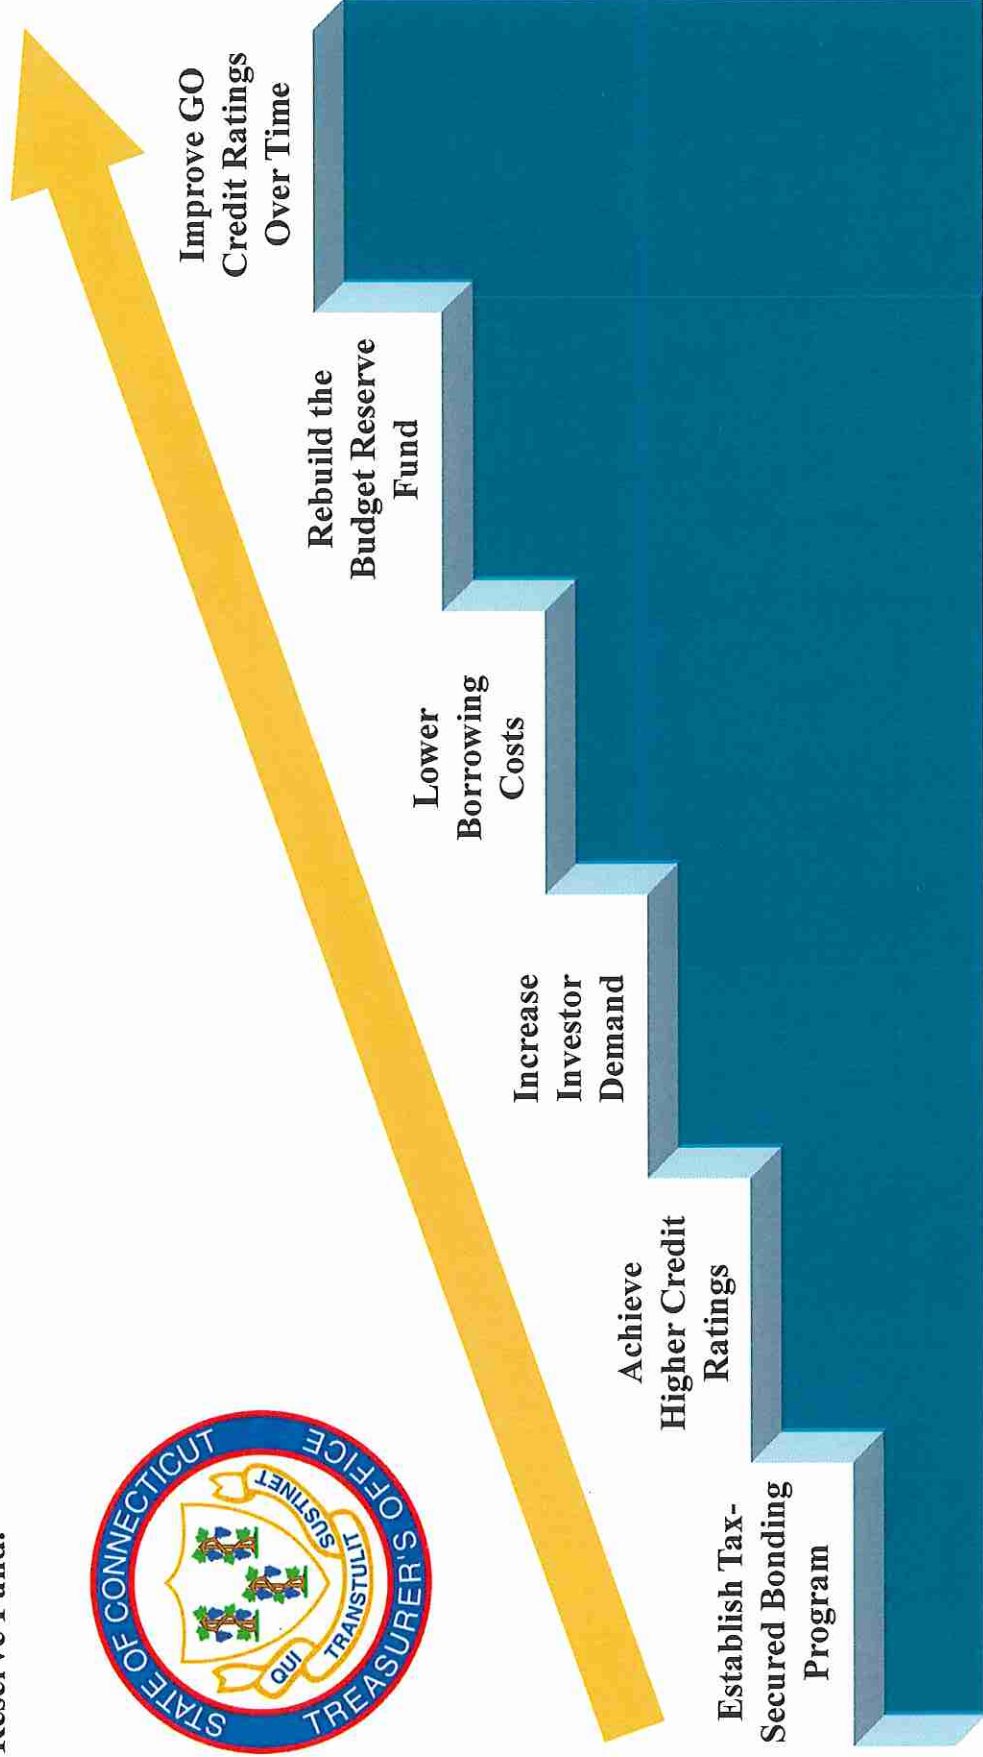 Reserve Fund.
STATE OF CONNECTICUT
TREASURER'S OFFICE
QUI
TRANSTULIT
SUSTINET
Establish Tax-
Secured Bonding
Program
Achieve
Higher Credit
Ratings
Increase
Investor
Demand
Lower
Borrowing
Costs
Rebuild the
Budget Reserve
Fund
Improve GO
Credit Ratings
Over Time